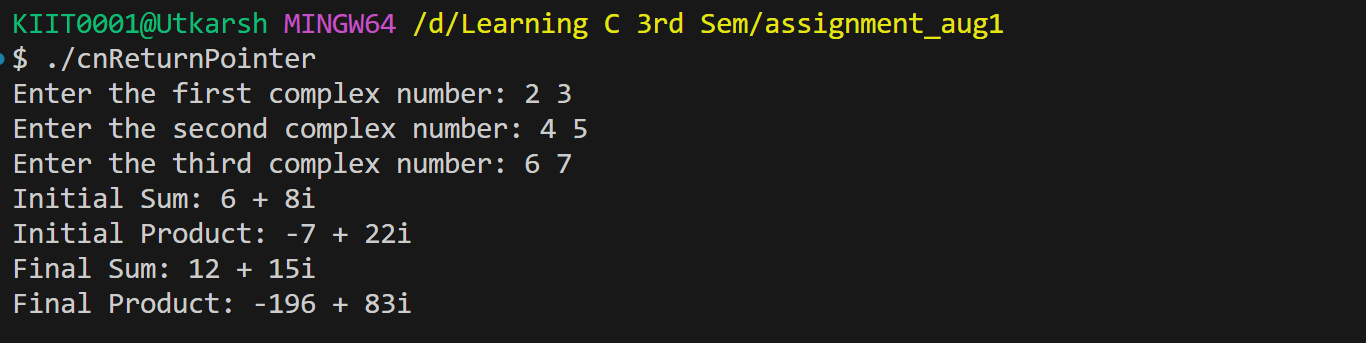 KIIT0001@Utkarsh MINGW64 /d/Learning C 3rd Sem/assignment_aug1
$ ./cnReturnPointer
Enter the first complex number: 2 3
Enter the second complex number: 4 5
Enter the third complex number: 6 7
Initial Sum: 6 + 8i
Initial Product: -7 + 22i
Final Sum: 12 + 15i
Final Product: -196 + 83i